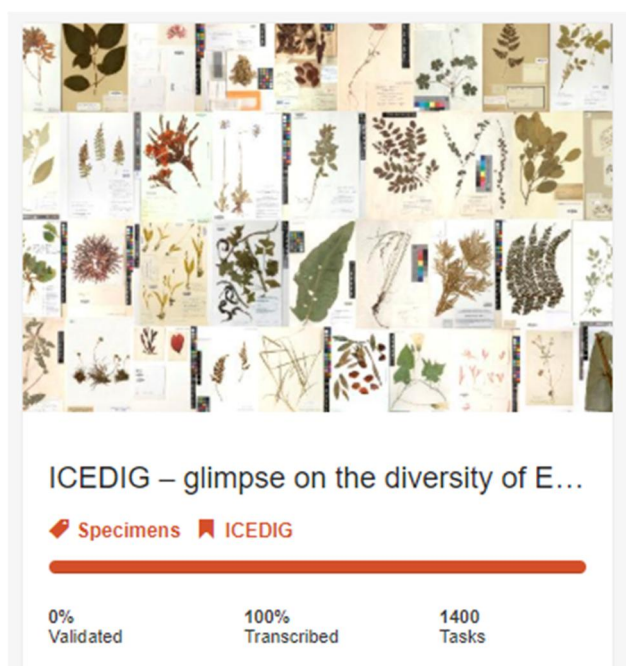 ICEDIG – glimpse on the diversity of E...
Specimens ICEDIG
0% 100% 1400
Validated Transcribed Tasks